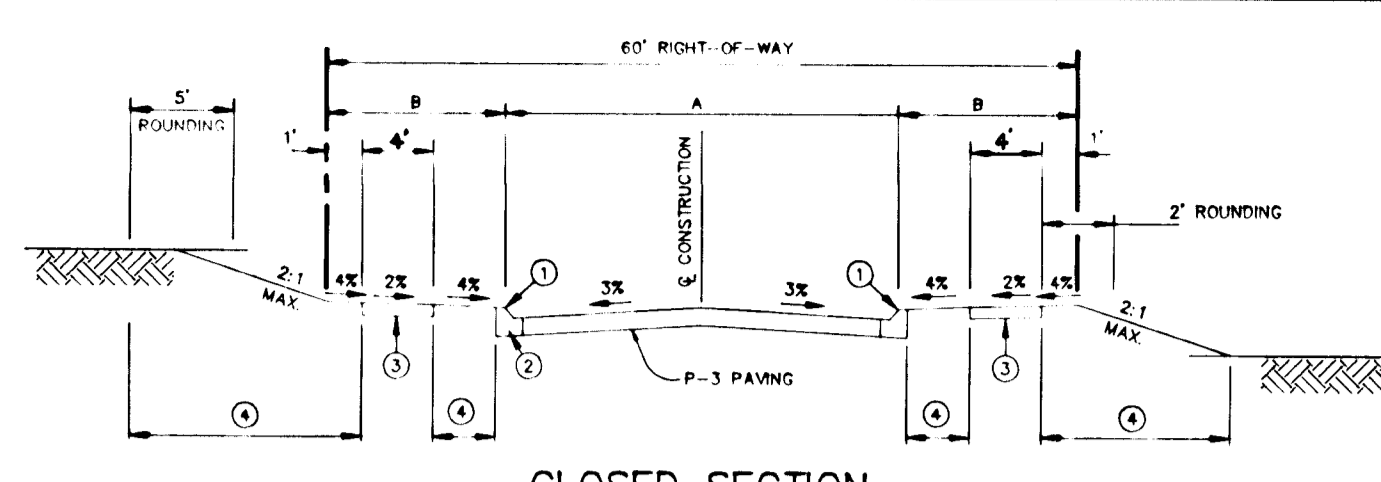 60' RIGHT-OF-WAY
5'
ROUNDING
B
A
B
1'
4'
℄ CONSTRUCTION
4'
1'
2' ROUNDING
2:1
MAX.
4%
2%
4%
1
3%
3%
1
4%
2%
4%
2:1
MAX.
3
2
P-3 PAVING
3
4
4
4
4
CLOSED SECTION